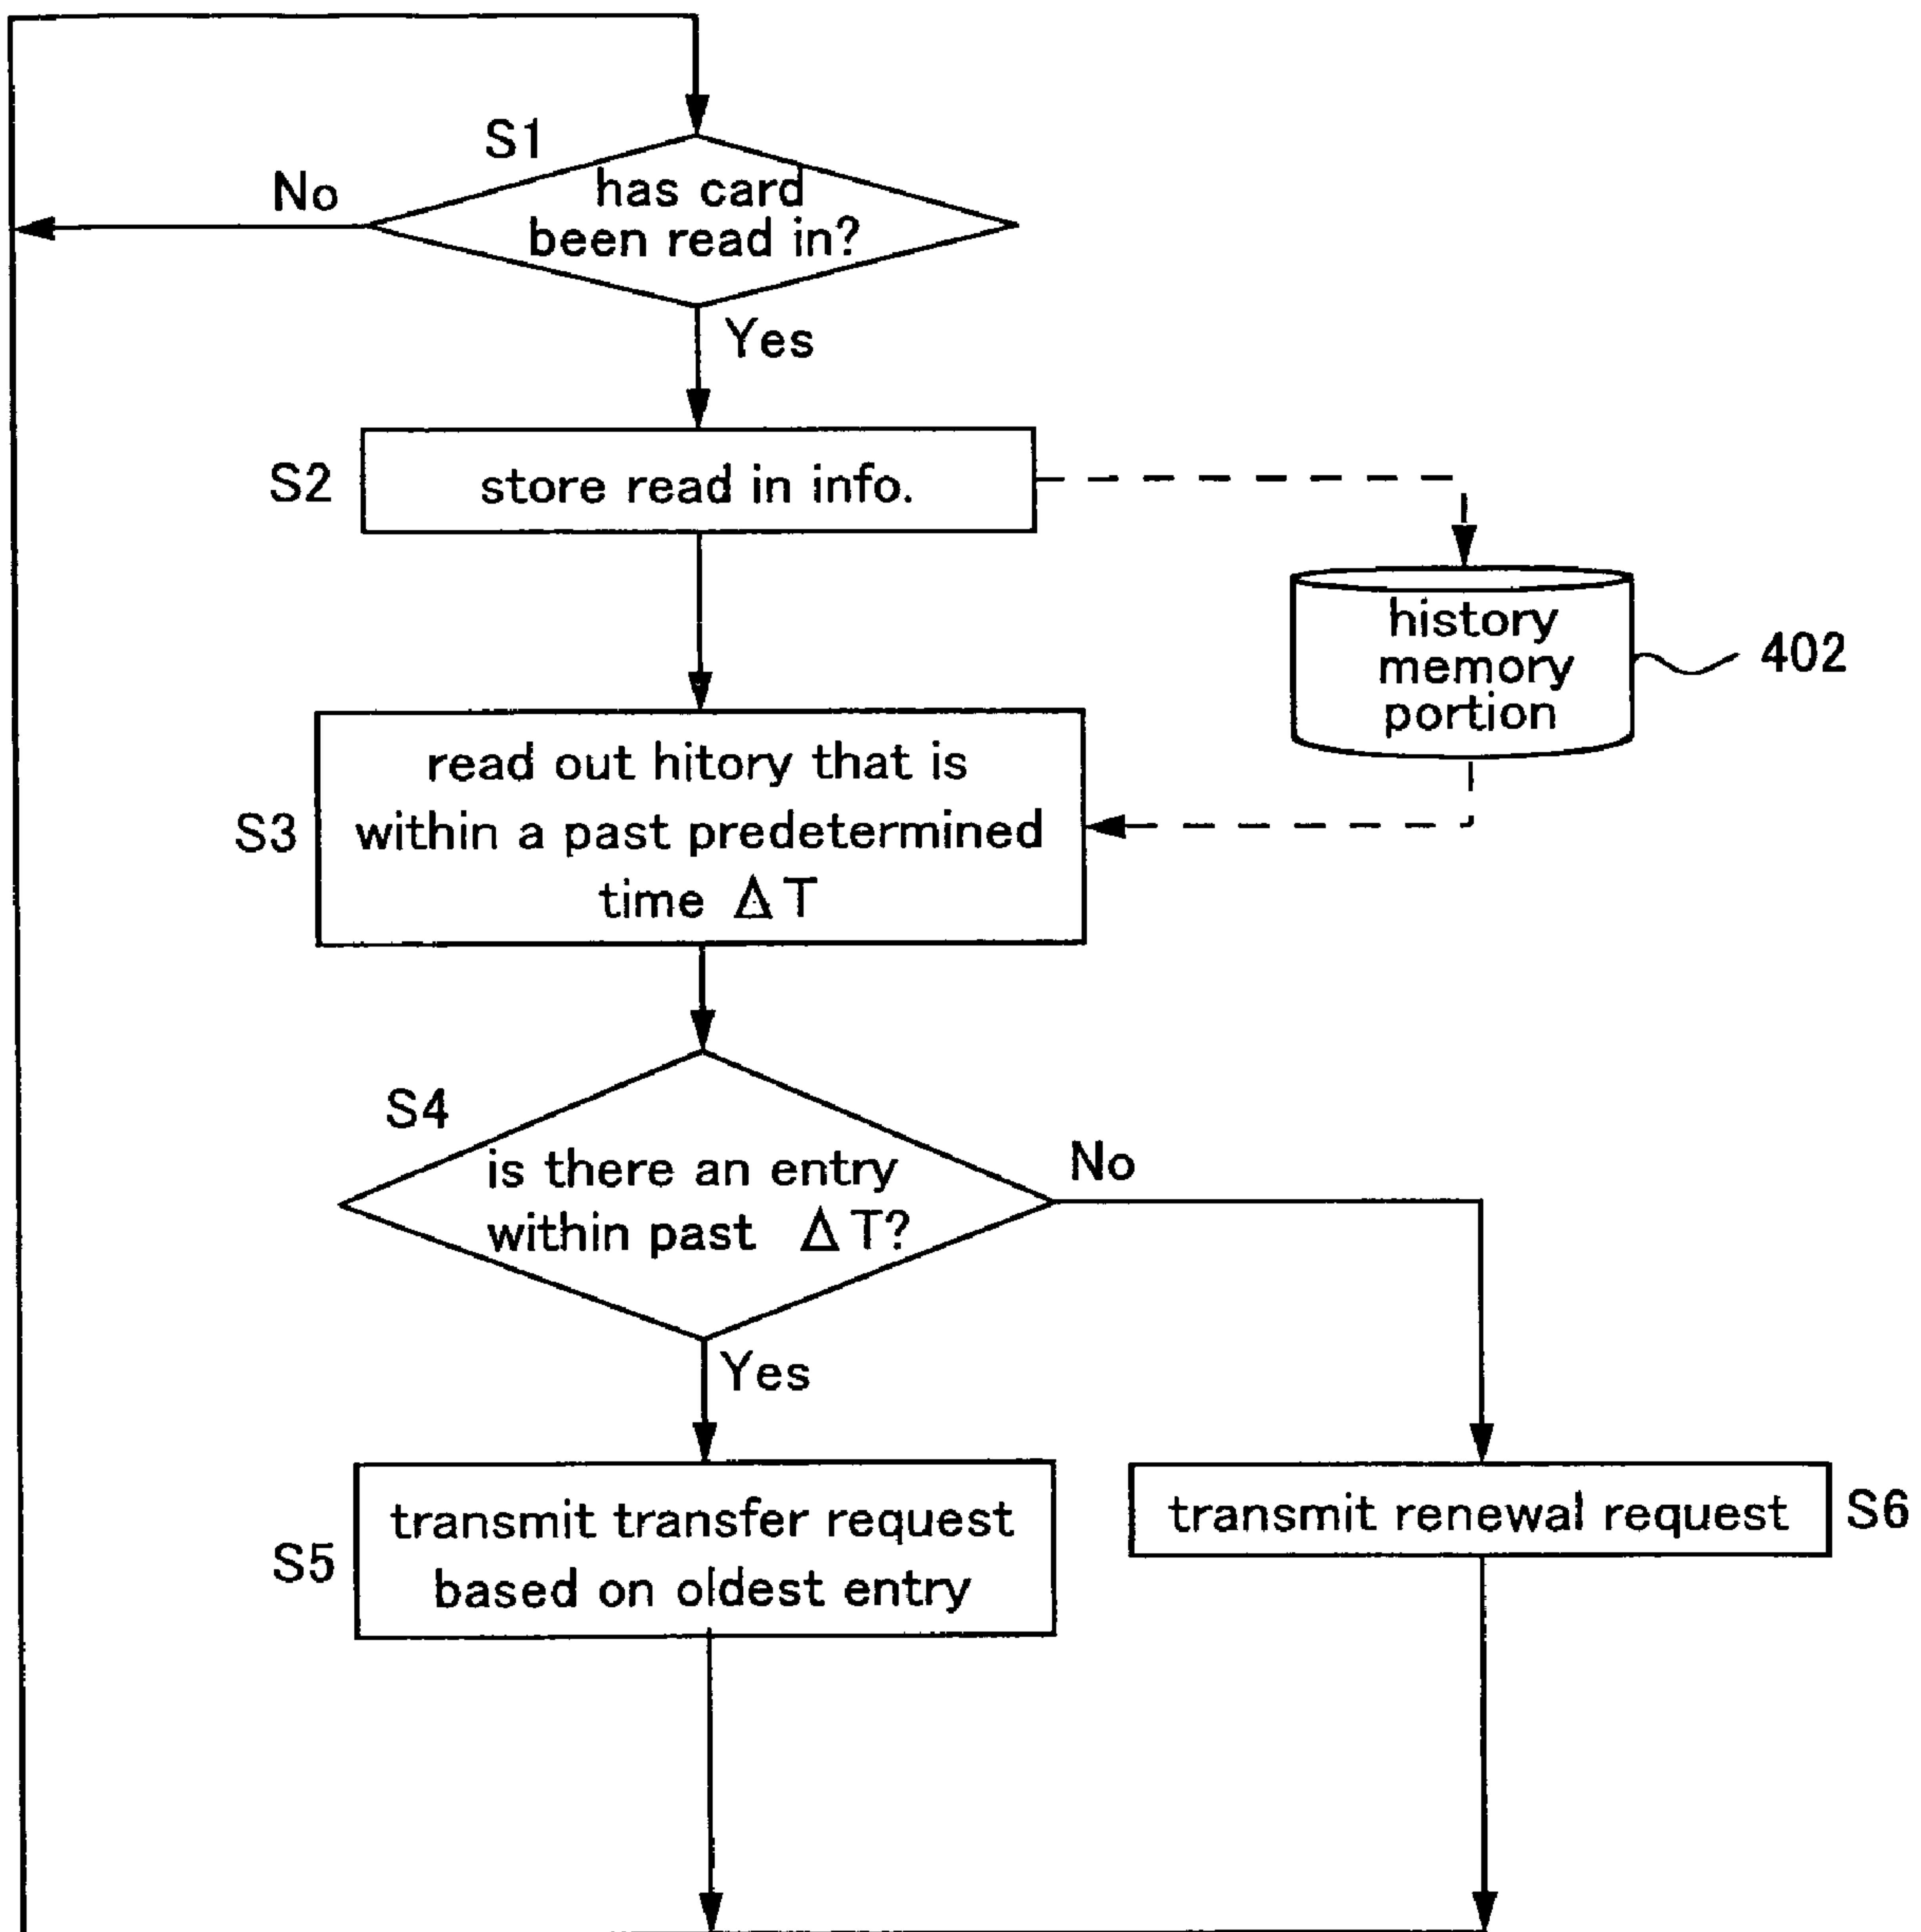 S1
has card
been read in?
No
Yes
S2
store read in info.
history
memory
portion
402
S3
read out hitory that is
within a past predetermined
time ΔT
S4
is there an entry
within past ΔT?
No
Yes
S5
transmit transfer request
based on oldest entry
transmit renewal request
S6